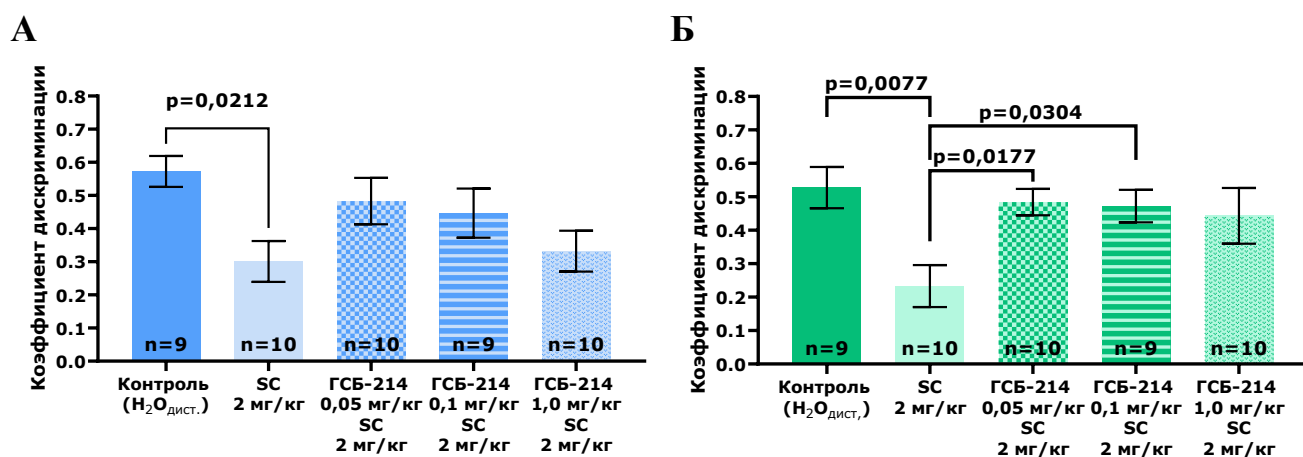 А
Коэффициент дискриминации
0.8
0.7
0.6
0.5
0.4
0.3
0.2
0.1
0.0
p=0,0212
n=9
n=10
n=10
n=9
n=10
Контроль
(H₂Oдист.)
SC
2 мг/кг
ГСБ-214
0,05 мг/кг
SC
2 мг/кг
ГСБ-214
0,1 мг/кг
SC
2 мг/кг
ГСБ-214
1,0 мг/кг
SC
2 мг/кг
Б
Коэффициент дискриминации
0.8
0.7
0.6
0.5
0.4
0.3
0.2
0.1
0.0
p=0,0077
p=0,0304
p=0,0177
n=9
n=10
n=10
n=9
n=10
Контроль
(H₂Oдист,)
SC
2 мг/кг
ГСБ-214
0,05 мг/кг
SC
2 мг/кг
ГСБ-214
0,1 мг/кг
SC
2 мг/кг
ГСБ-214
1,0 мг/кг
SC
2 мг/кг